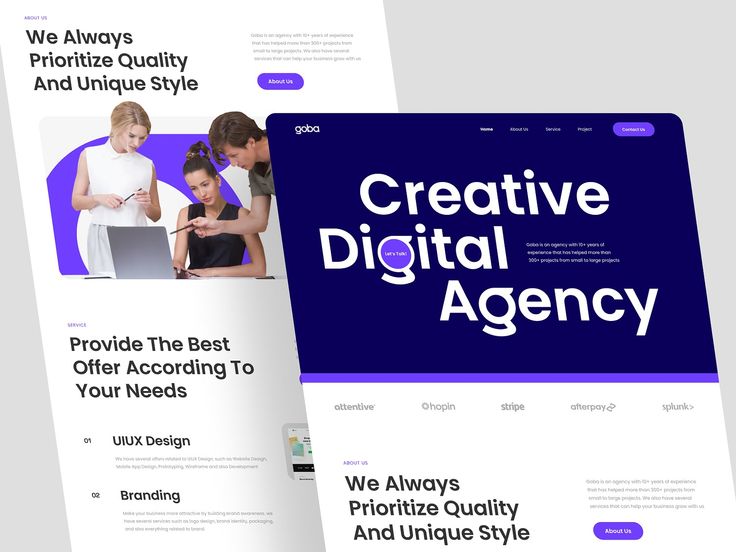 ABOUT US
We Always
Prioritize Quality
And Unique Style
Goba is an agency with 10+ years of experience
that has helped more than 300+ projects from
small to large projects. We also have several
services that can help your business grow with us
About Us
SERVICE
Provide The Best
Offer According To
Your Needs
01
UIUX Design
We have several offers related to UIUX Design such as Website Design,
Mobile App Design, Prototyping, Wireframe and also Development
02
Branding
Make your business more attractive by building brand awareness, we
have several services such as logo design, brand identity, packaging,
and also everything related to brand.
goba
Home
About Us
Service
Project
Contact Us
Creative
Digital
Let's Talk!
Goba is an agency with 10+ years of
experience that has helped more than
300+ projects from small to large projects
Agency
attentive
hopin
stripe
afterpay
splunk>
ABOUT US
We Always
Prioritize Quality
And Unique Style
Goba is an agency with 10+ years of experience
that has helped more than 300+ projects from
small to large projects. We also have several
services that can help your business grow with us
About Us